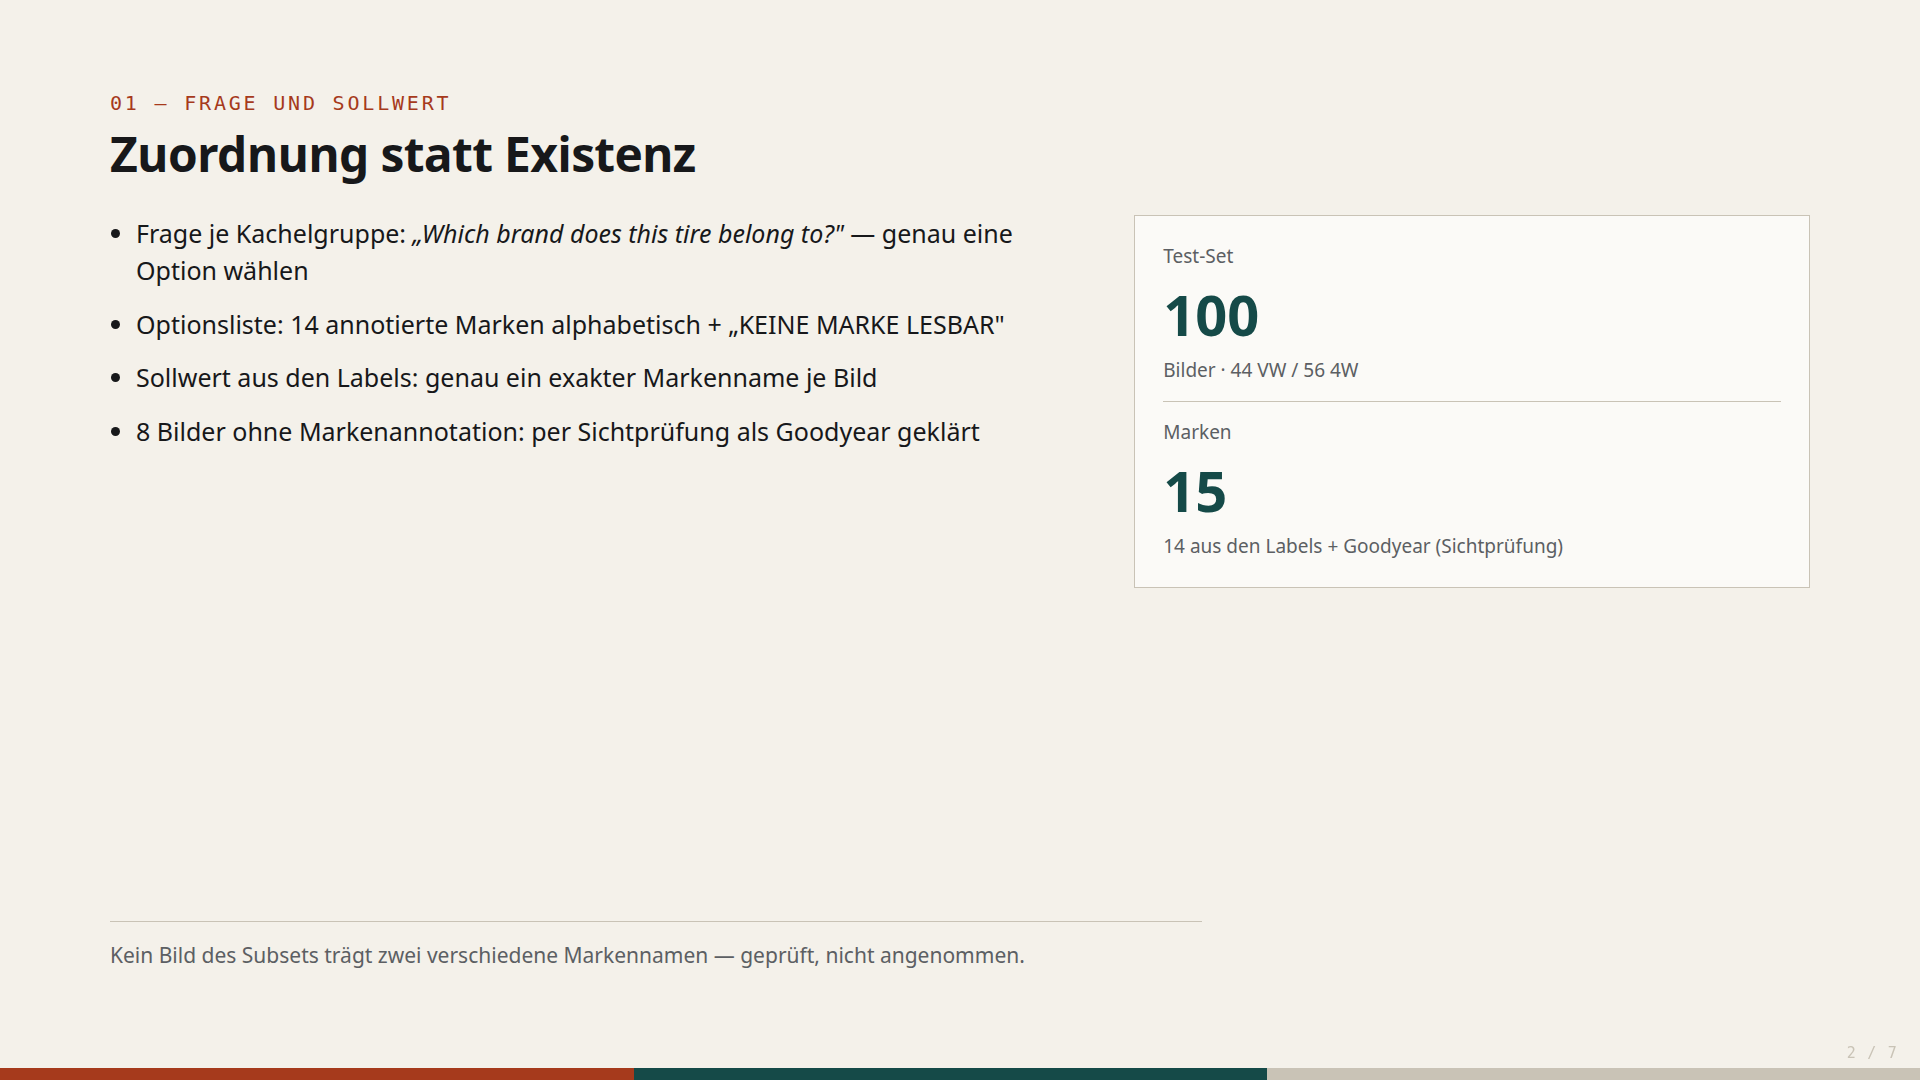 01 — FRAGE UND SOLLWERT
Zuordnung statt Existenz
Frage je Kachelgruppe: „Which brand does this tire belong to?" — genau eine
Option wählen
Optionsliste: 14 annotierte Marken alphabetisch + „KEINE MARKE LESBAR"
Sollwert aus den Labels: genau ein exakter Markenname je Bild
8 Bilder ohne Markenannotation: per Sichtprüfung als Goodyear geklärt
Test-Set
100
Bilder · 44 VW / 56 4W
Marken
15
14 aus den Labels + Goodyear (Sichtprüfung)
Kein Bild des Subsets trägt zwei verschiedene Markennamen — geprüft, nicht angenommen.
2 / 7